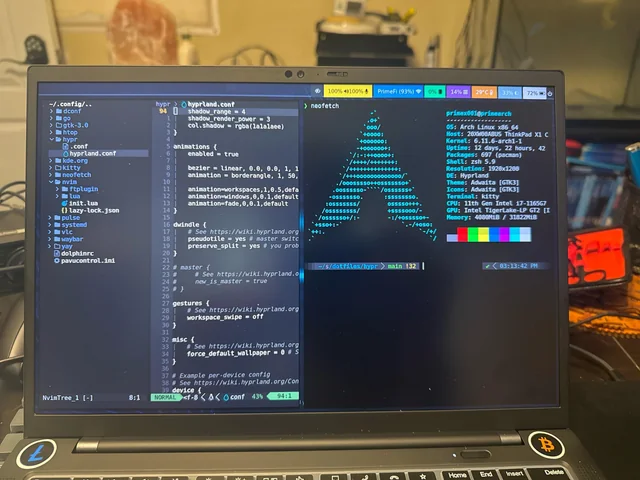 100% 100%
PrimeFi (93%)
14%
29°C
72%
~/.config/..
dconf
go
gtk-3.0
htop
hypr
.conf
hyprland.conf
kde.org
kitty
neofetch
nvim
ftplugin
lua
init.lua
lazy-lock.json
pulse
systemd
vlc
waybar
yay
dolphinrc
pavucontrol.ini
NvimTree_1 [-] 8:1
hypr > hyprland.conf
94 shadow_range = 4
shadow_render_power = 3
col.shadow = rgba(1a1a1aee)
}
animations {
enabled = true
bezier = linear, 0.0, 0.0, 1, 1
animation = borderangle, 1, 50,
animation=workspaces,1,0.5,defa
animation=windows,0,0.1,default
animation=fade,0,0.1,default
}
dwindle {
# See https://wiki.hyprland.org
pseudotile = yes # master switc
preserve_split = yes # you prob
}
# master {
# See https://wiki.hyprland.
new_is_master = true
# }
gestures {
# See https://wiki.hyprland.org
workspace_swipe = off
}
misc {
# See https://wiki.hyprland.org
force_default_wallpaper = 0 # S
}
# Example per-device config
# See https://wiki.hyprland.org/Con
device {
NORMAL <f-8 conf 43% 94:1
> neofetch
primux001@primerch
OS: Arch Linux x86_64
Host: 20XW00ABUS ThinkPad X1 C
Kernel: 6.11.6-arch1-1
Uptime: 12 days, 22 hours, 42
Packages: 697 (pacman)
Shell: zsh 5.9
Resolution: 1920x1200
DE: Hyprland
Theme: Adwaita [GTK3]
Icons: Adwaita [GTK3]
Terminal: kitty
CPU: 11th Gen Intel i7-1165G7
GPU: Intel TigerLake-LP GT2 [I
Memory: 4080MiB / 31822MiB
~/s/dotfiles/hypr main !32
03:13:42 PM
Home End Insert Delete